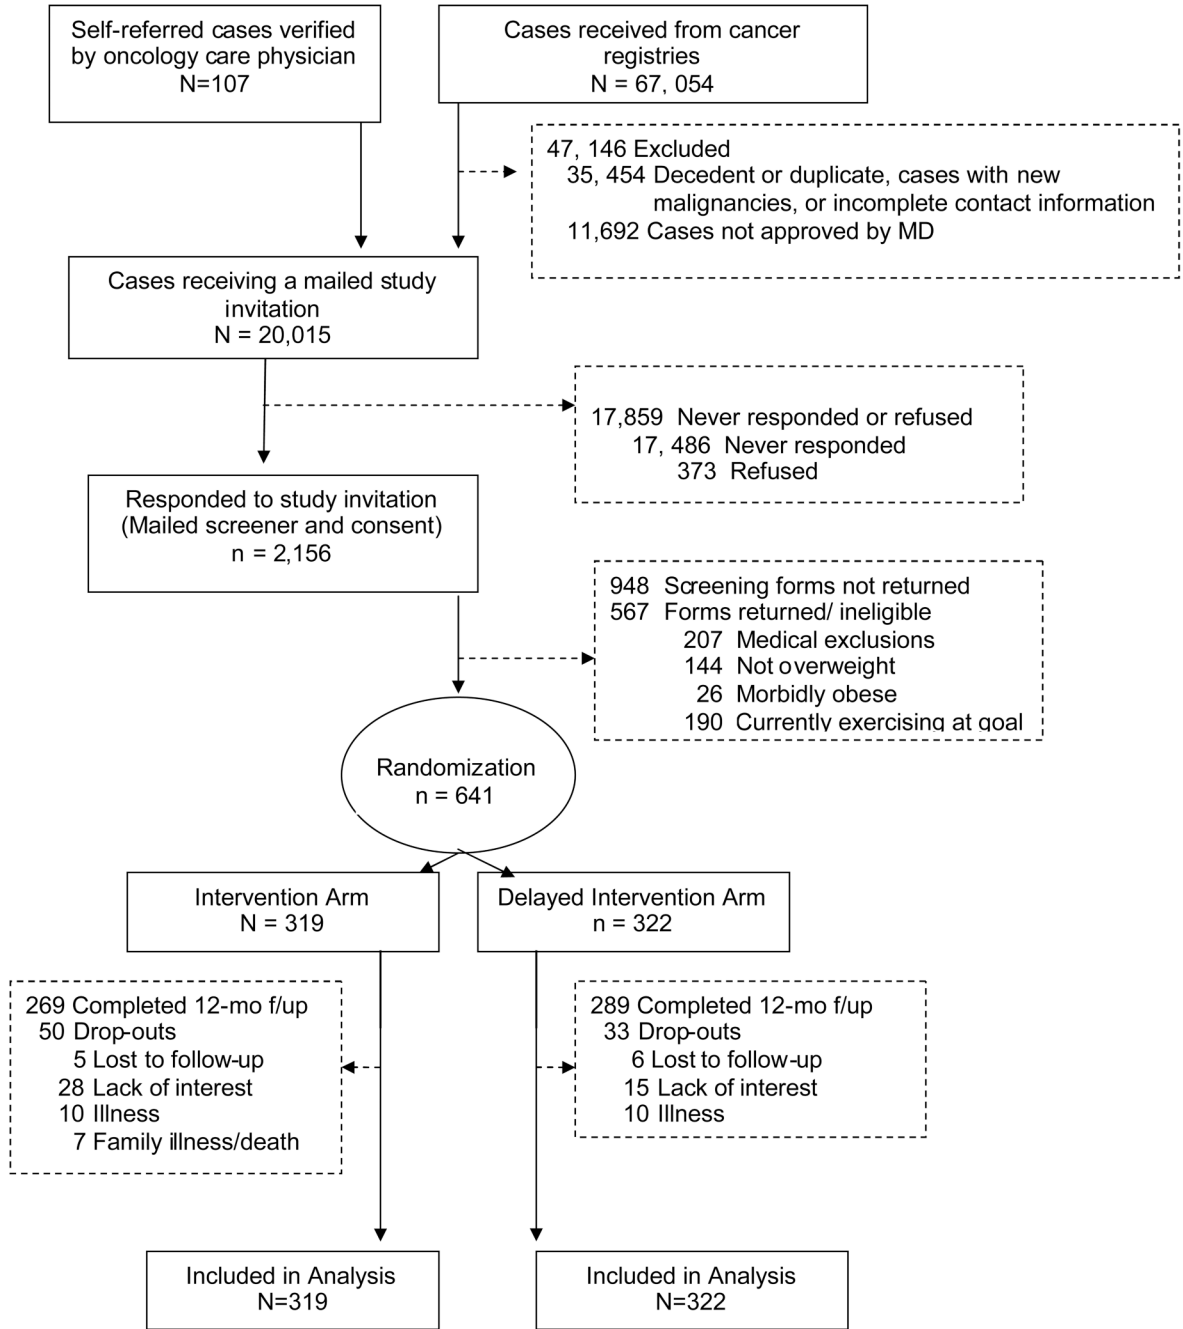 Self-referred cases verified
by oncology care physician
N=107
Cases received from cancer
registries
N = 67, 054
47, 146 Excluded
35, 454 Decedent or duplicate, cases with new
malignancies, or incomplete contact information
11,692 Cases not approved by MD
Cases receiving a mailed study
invitation
N = 20,015
17,859 Never responded or refused
17, 486 Never responded
373 Refused
Responded to study invitation
(Mailed screener and consent)
n = 2,156
948 Screening forms not returned
567 Forms returned/ ineligible
207 Medical exclusions
144 Not overweight
26 Morbidly obese
190 Currently exercising at goal
Randomization
n = 641
Intervention Arm
N = 319
Delayed Intervention Arm
n = 322
269 Completed 12-mo f/up
50 Drop-outs
5 Lost to follow-up
28 Lack of interest
10 Illness
7 Family illness/death
289 Completed 12-mo f/up
33 Drop-outs
6 Lost to follow-up
15 Lack of interest
10 Illness
Included in Analysis
N=319
Included in Analysis
N=322